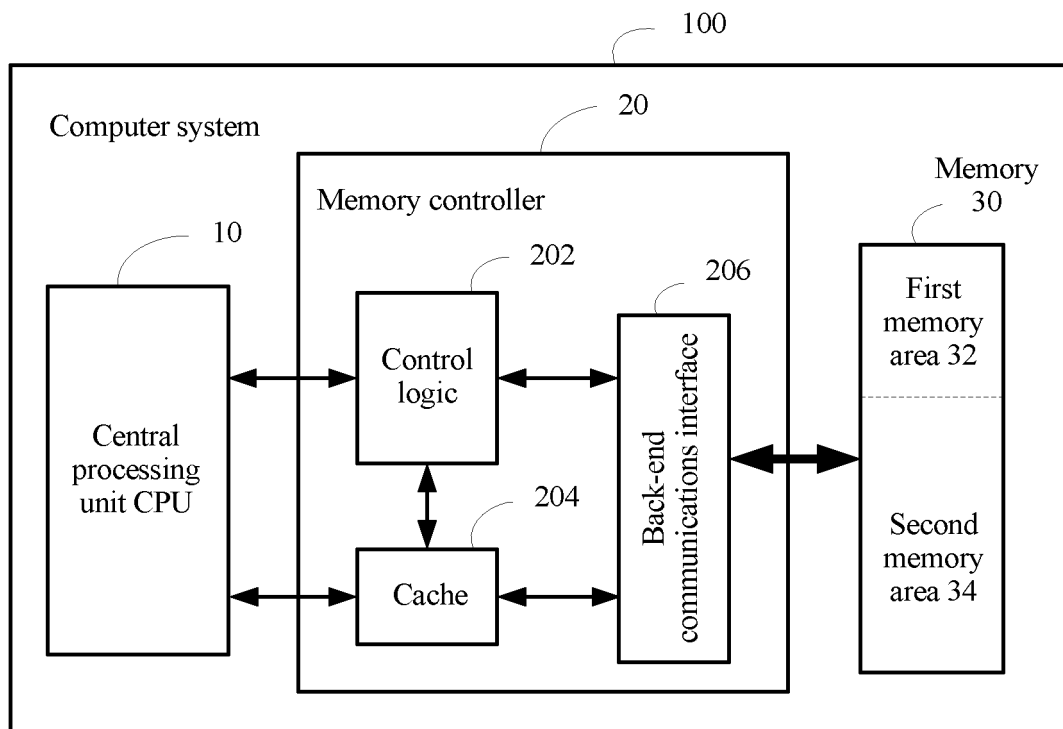 100
Computer system
20
Memory controller
Memory
30
10
202
206
First
memory
area 32
Control
logic
Central
processing
unit CPU
Back-end
communications interface
204
Cache
Second
memory
area 34